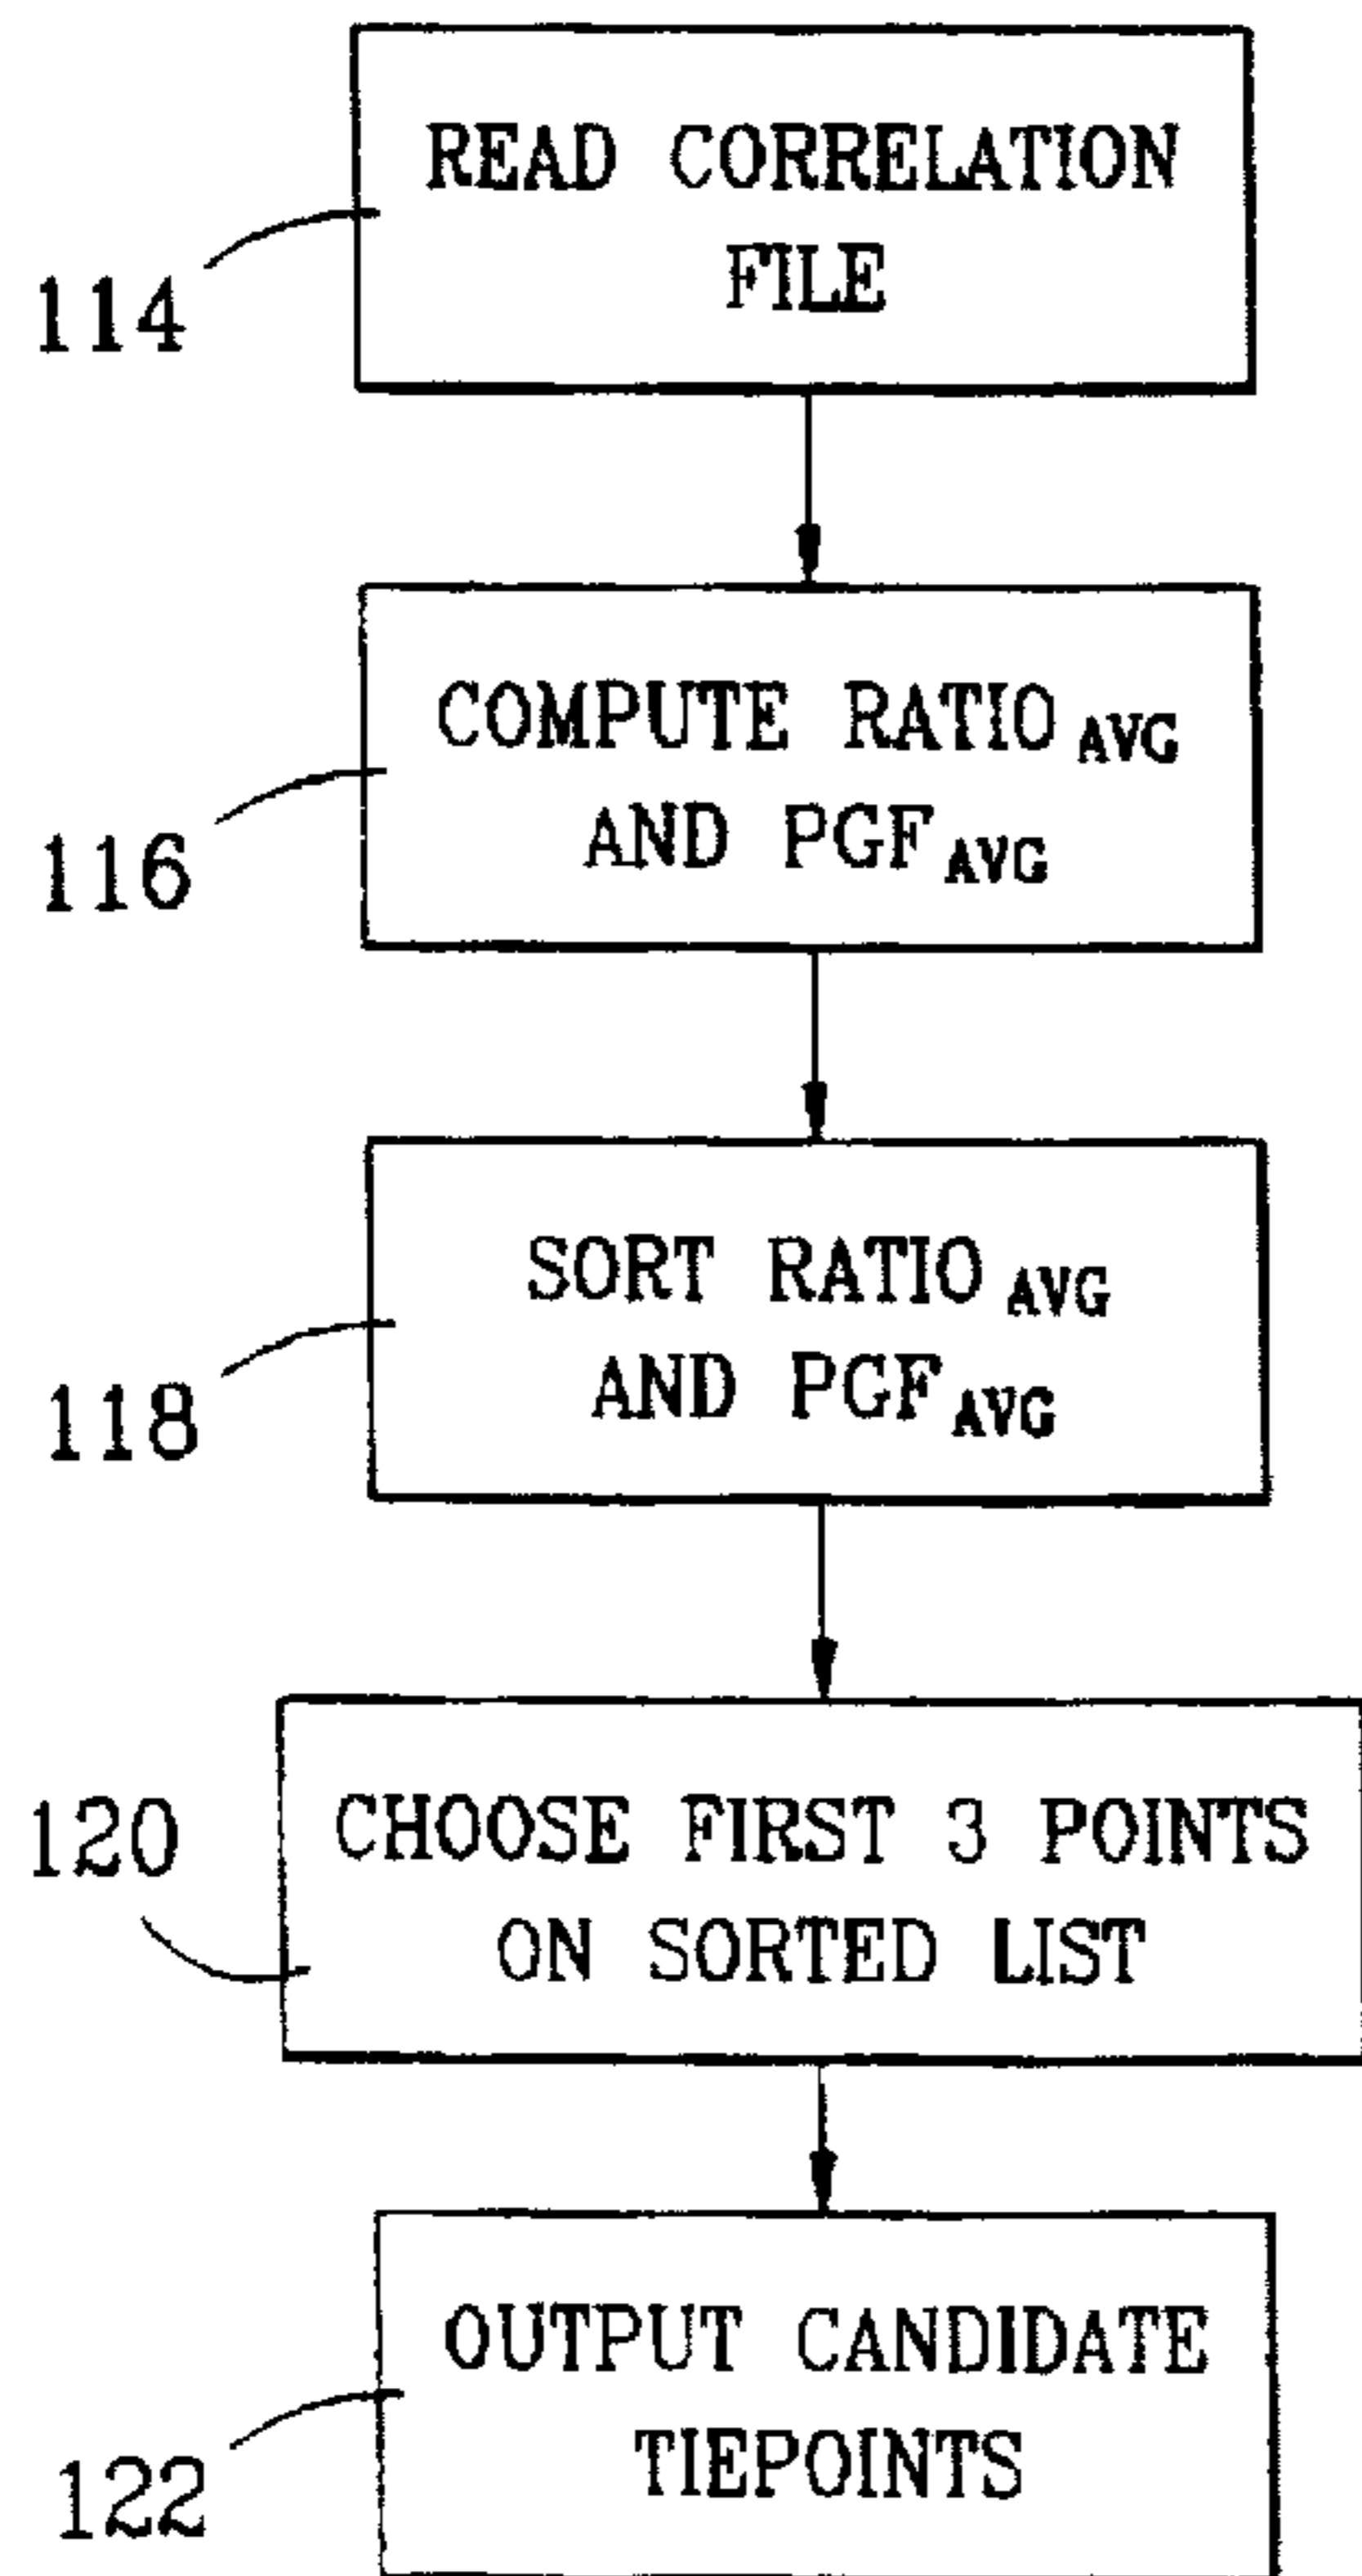 READ CORRELATION
FILE
114
COMPUTE RATIO AVG
AND PGF AVG
116
SORT RATIO AVG
AND PGF AVG
118
CHOOSE FIRST 3 POINTS
ON SORTED LIST
120
OUTPUT CANDIDATE
TIEPOINTS
122